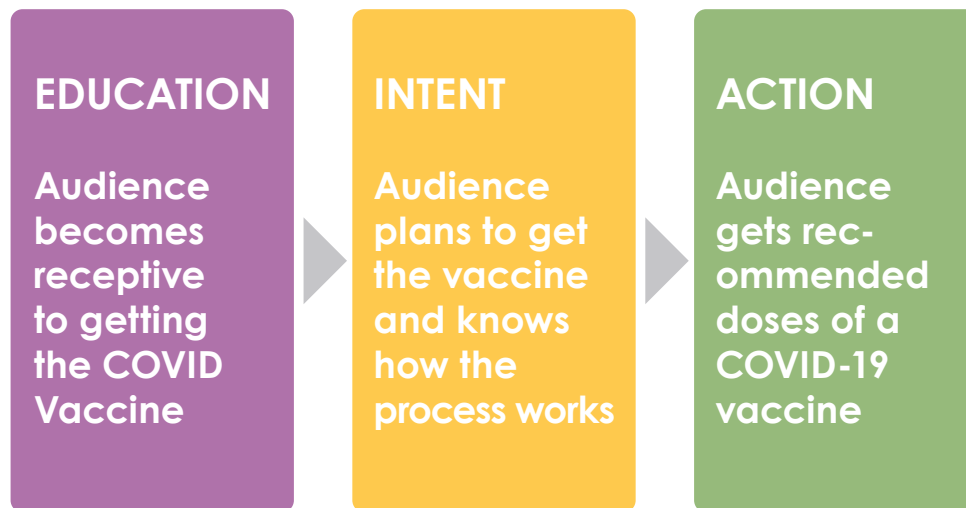 EDUCATION
Audience
becomes
receptive
to getting
the COVID
Vaccine
INTENT
Audience
plans to get
the vaccine
and knows
how the
process works
ACTION
Audience
gets rec-
ommended
doses of a
COVID-19
vaccine